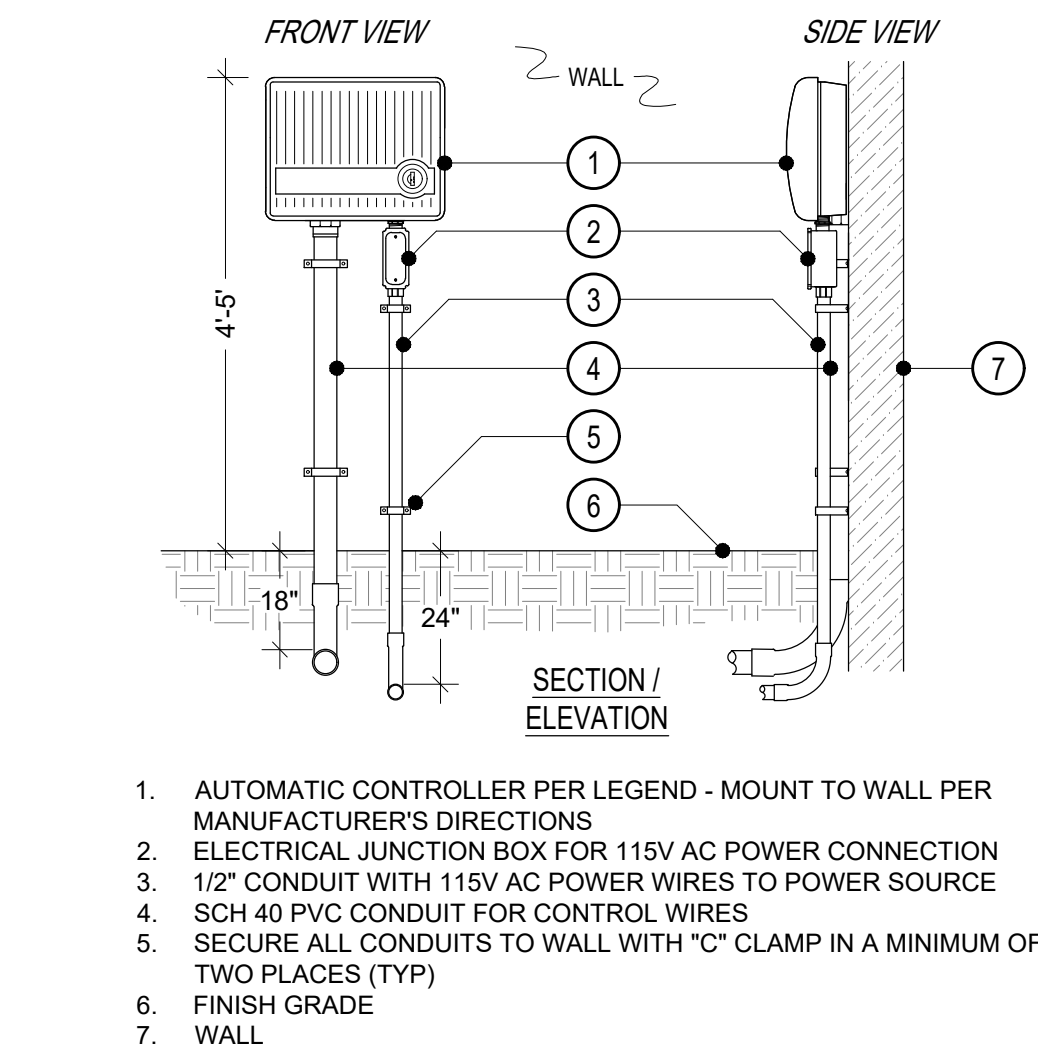 FRONT VIEW
SIDE VIEW
WALL
1
2
3
4
7
5
6
4'-5'
18"
24"
SECTION /
ELEVATION
1. AUTOMATIC CONTROLLER PER LEGEND - MOUNT TO WALL PER
MANUFACTURER'S DIRECTIONS
2. ELECTRICAL JUNCTION BOX FOR 115V AC POWER CONNECTION
3. 1/2" CONDUIT WITH 115V AC POWER WIRES TO POWER SOURCE
4. SCH 40 PVC CONDUIT FOR CONTROL WIRES
5. SECURE ALL CONDUITS TO WALL WITH "C" CLAMP IN A MINIMUM OF
TWO PLACES (TYP)
6. FINISH GRADE
7. WALL